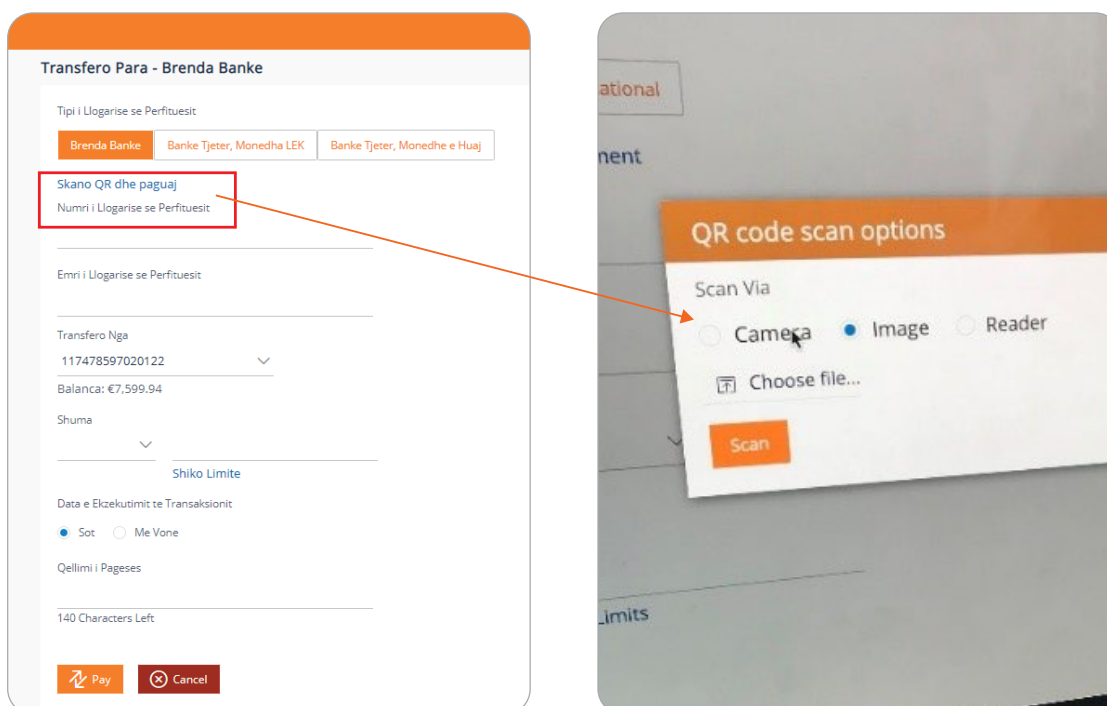 Transfero Para - Brenda Banke
Tipi i Llogarise se Perfituesit
Brenda Banke Banke Tjeter, Monedha LEK Banke Tjeter, Monedhe e Huaj
Skano QR dhe paguaj
Numri i Llogarise se Perfituesit
Emri i Llogarise se Perfituesit
Transfero Nga
117478597020122
Balanca: €7,599.94
Shuma
Shiko Limite
Data e Ekzekutimit te Transaksionit
Sot Me Vone
Qellimi i Pageses
140 Characters Left
Pay Cancel
ational
nent
QR code scan options
Scan Via
Camera Image Reader
Choose file...
Scan
Limits